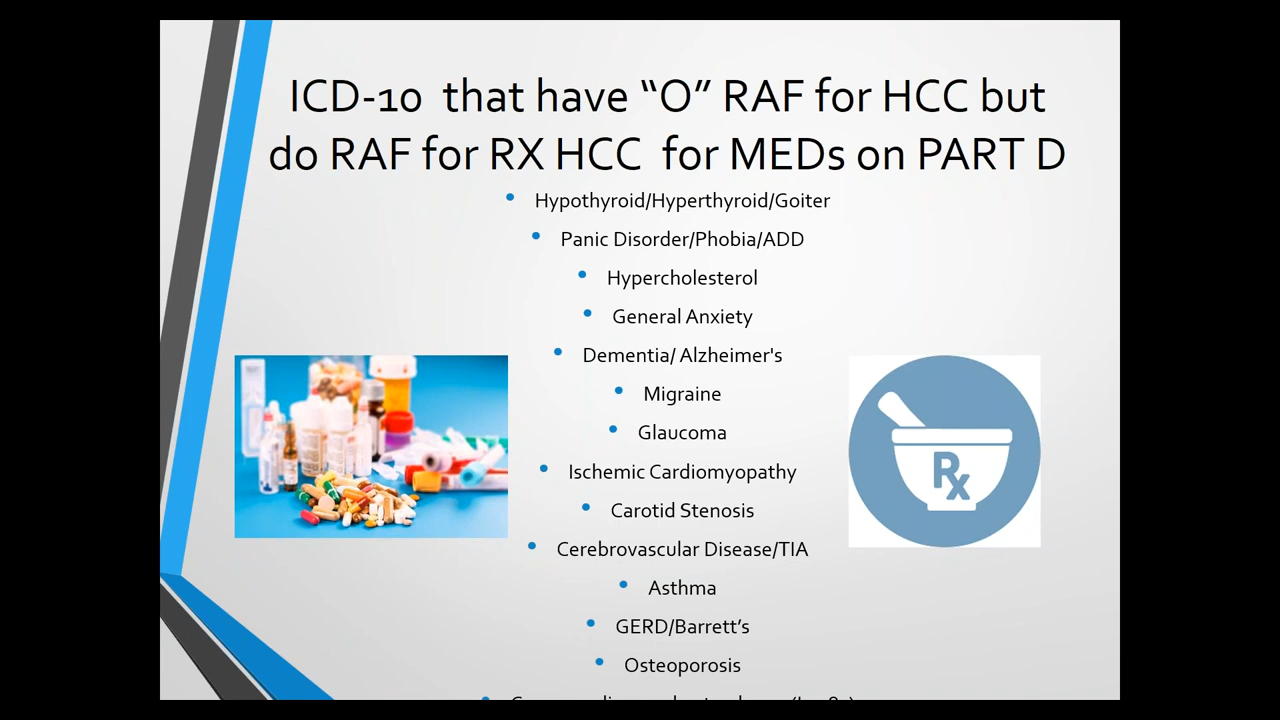 ICD-10 that have “O” RAF for HCC but
do RAF for RX HCC for MEDs on PART D
• Hypothyroid/Hyperthyroid/Goiter
• Panic Disorder/Phobia/ADD
• Hypercholesterol
• General Anxiety
• Dementia/ Alzheimer's
• Migraine
• Glaucoma
• Ischemic Cardiomyopathy
• Carotid Stenosis
• Cerebrovascular Disease/TIA
• Asthma
• GERD/Barrett’s
• Osteoporosis
Rx